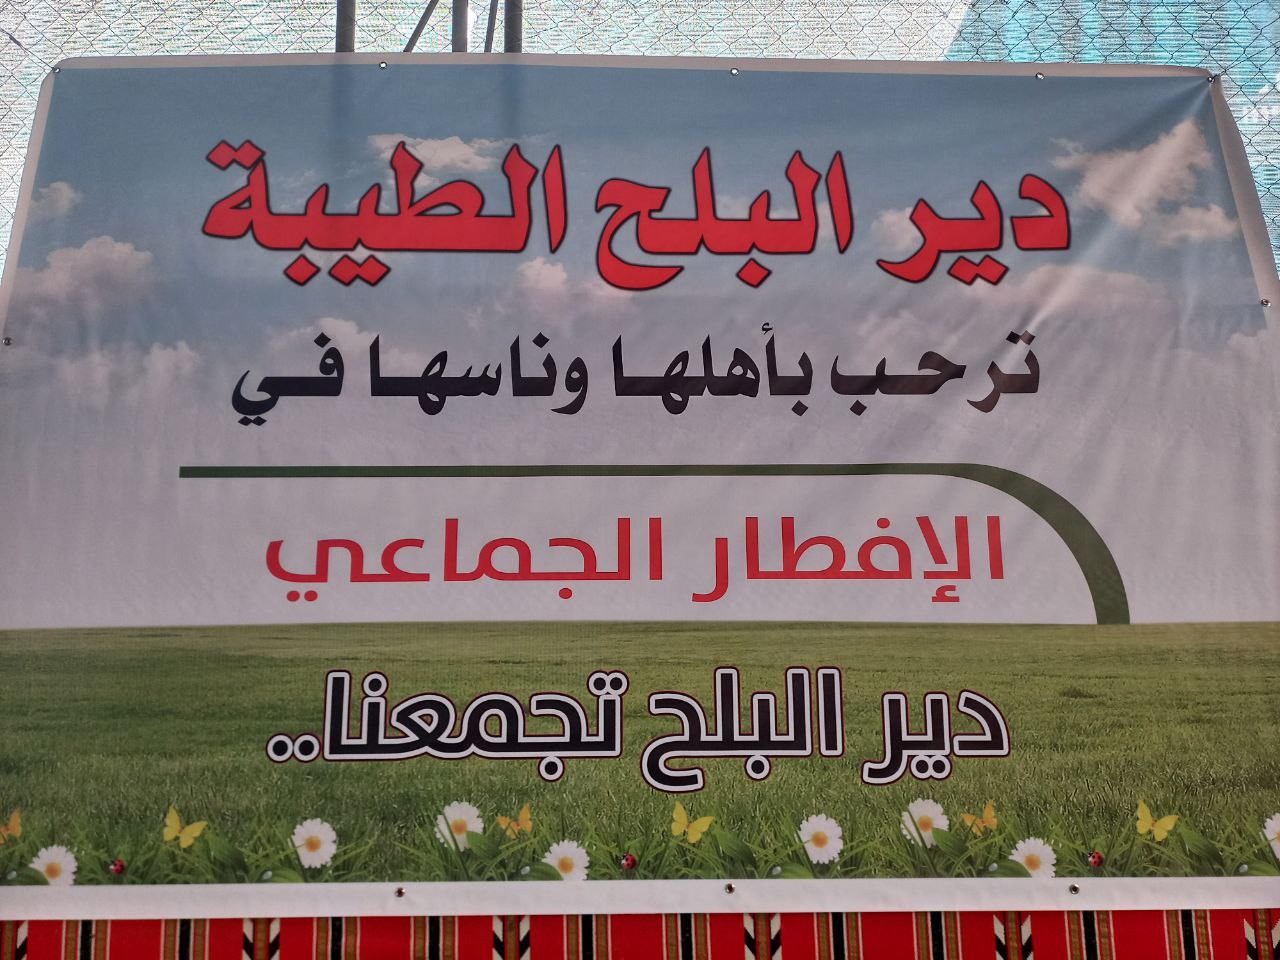 دير البلح الطيبة
ترحب بأهلها وناسها في
الإفطار الجماعي
دير البلح تجمعنا..